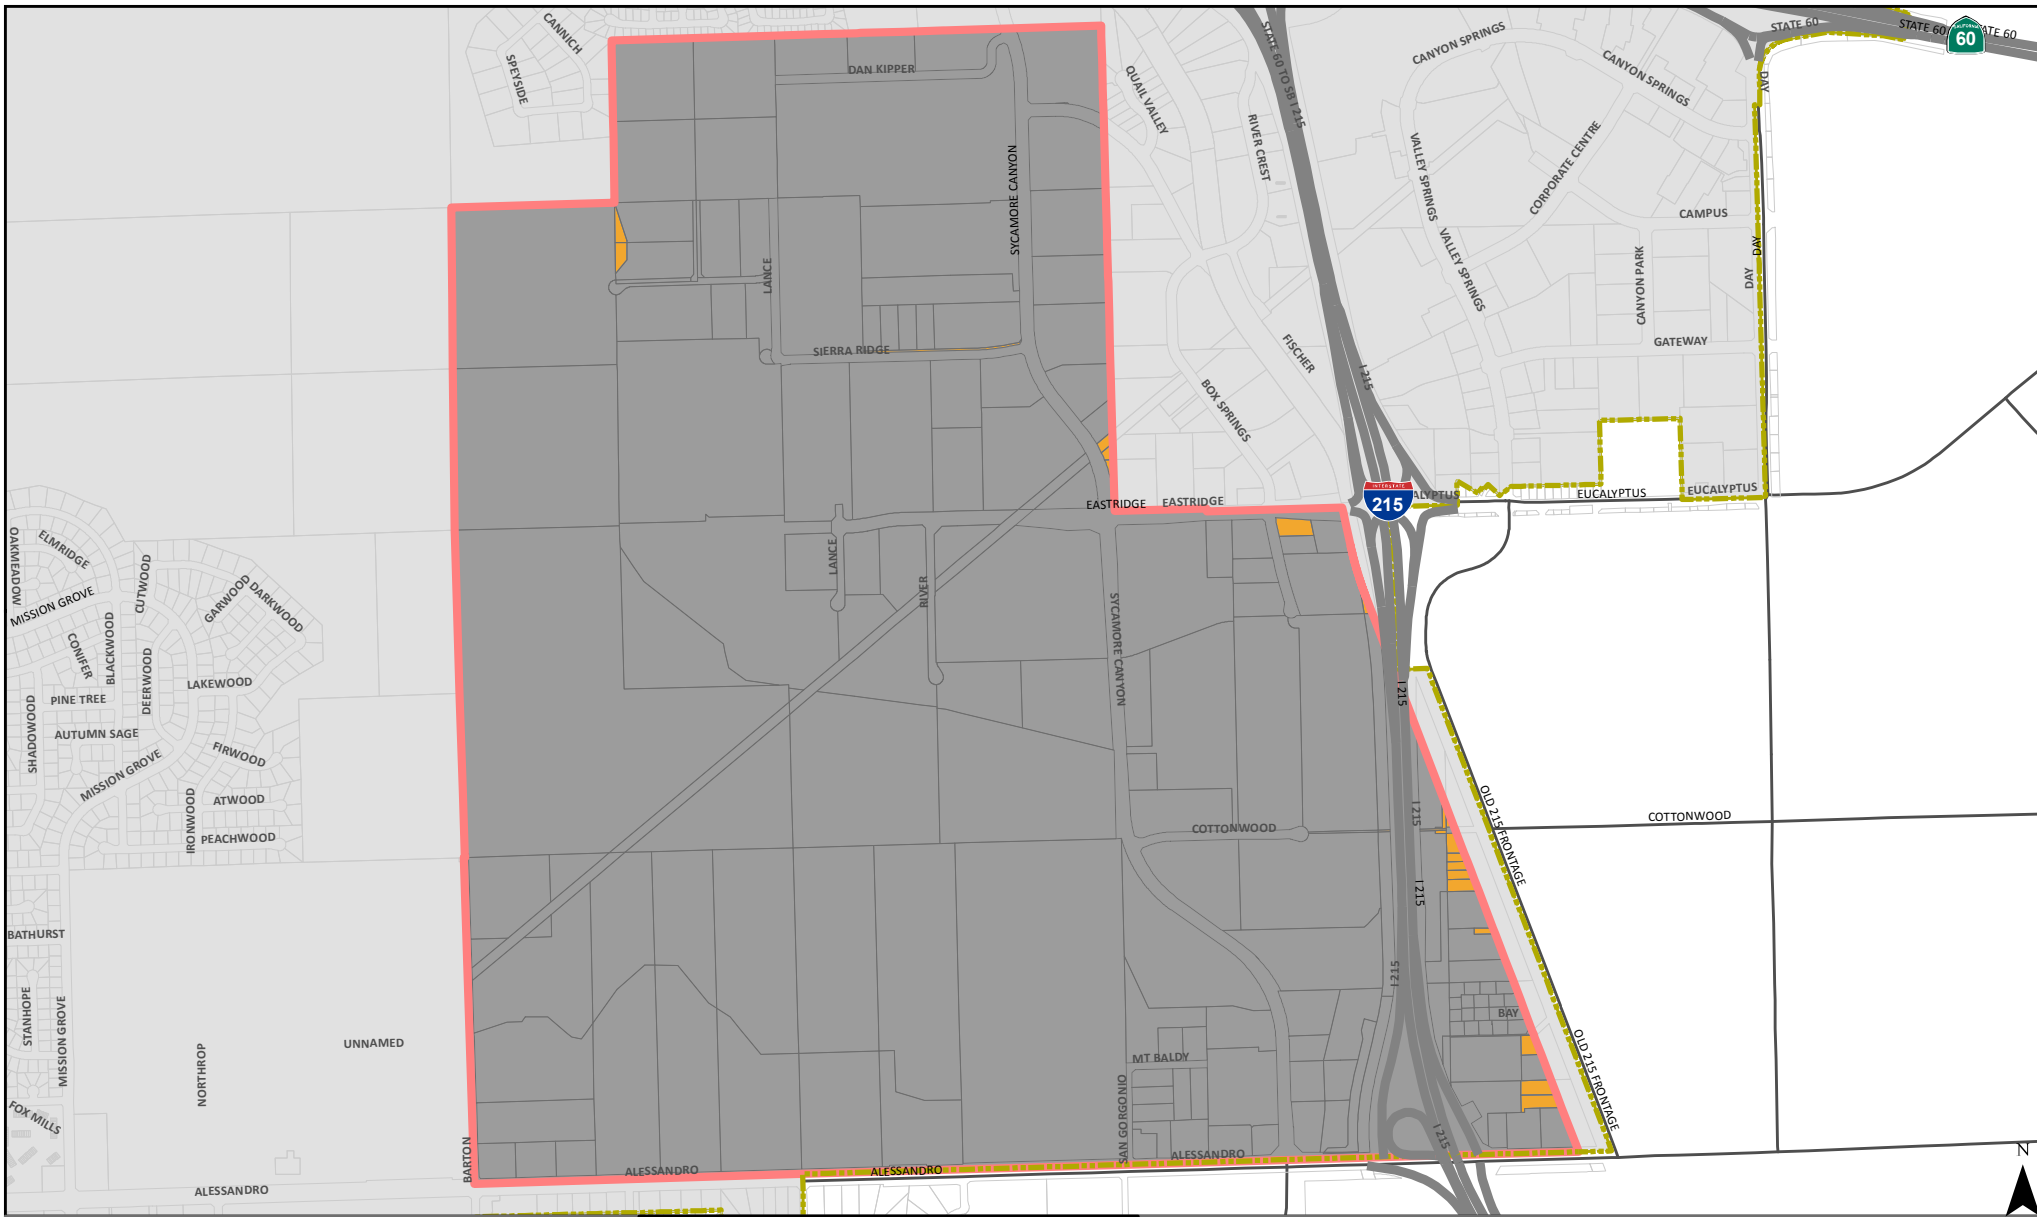 CANNICH
SPEYSIDE
DAN KIPPER
QUAIL VALLEY
STATE 60 TO SB I 215
RIVER CREST
CANYON SPRINGS
CANYON SPRINGS
STATE 60
STATE 60
ATE 60
CALIFORNIA
60
DAY
SYCAMORE CANYON
VALLEY SPRINGS
CORPORATE CENTRE
CAMPUS
DAY
DAY
LANCE
VALLEY SPRINGS
CANYON PARK
GATEWAY
SIERRA RIDGE
FISCHER
I 215
BOX SPRINGS
EASTRIDGE
EASTRIDGE
INTERSTATE
215
ALYPTUS
EUCALYPTUS
EUCALYPTUS
OAKMEADOW
ELMRIDGE
MISSION GROVE
CUTWOOD
GARWOOD
DARKWOOD
LANCE
RIVER
SYCAMORE CANYON
CONIFER
BLACKWOOD
DEERWOOD
LAKEWOOD
PINE TREE
SHADOWOOD
AUTUMN SAGE
MISSION GROVE
FIRWOOD
ATWOOD
IRONWOOD
PEACHWOOD
I 215
I 215
COTTONWOOD
OLD 215 FRONTAGE
COTTONWOOD
I 215
BATHURST
STANHOPE
MISSION GROVE
UNNAMED
NORTHROP
I 215
BAY
MT BALDY
OLD 215 FRONTAGE
FOX MILLS
SAN GORGONIO
BARTON
I 215
ALESSANDRO
ALESSANDRO
ALESSANDRO
ALESSANDRO
N